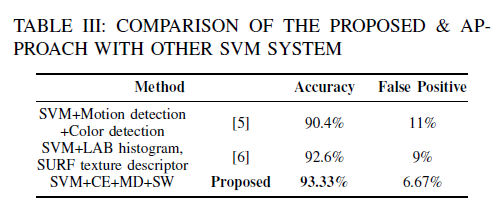 TABLE III: COMPARISON OF THE PROPOSED & AP-
PROACH WITH OTHER SVM SYSTEM
Method Accuracy False Positive
SVM+Motion detection
+Color detection [5] 90.4% 11%
SVM+LAB histogram,
SURF texture descriptor [6] 92.6% 9%
SVM+CE+MD+SW Proposed 93.33% 6.67%